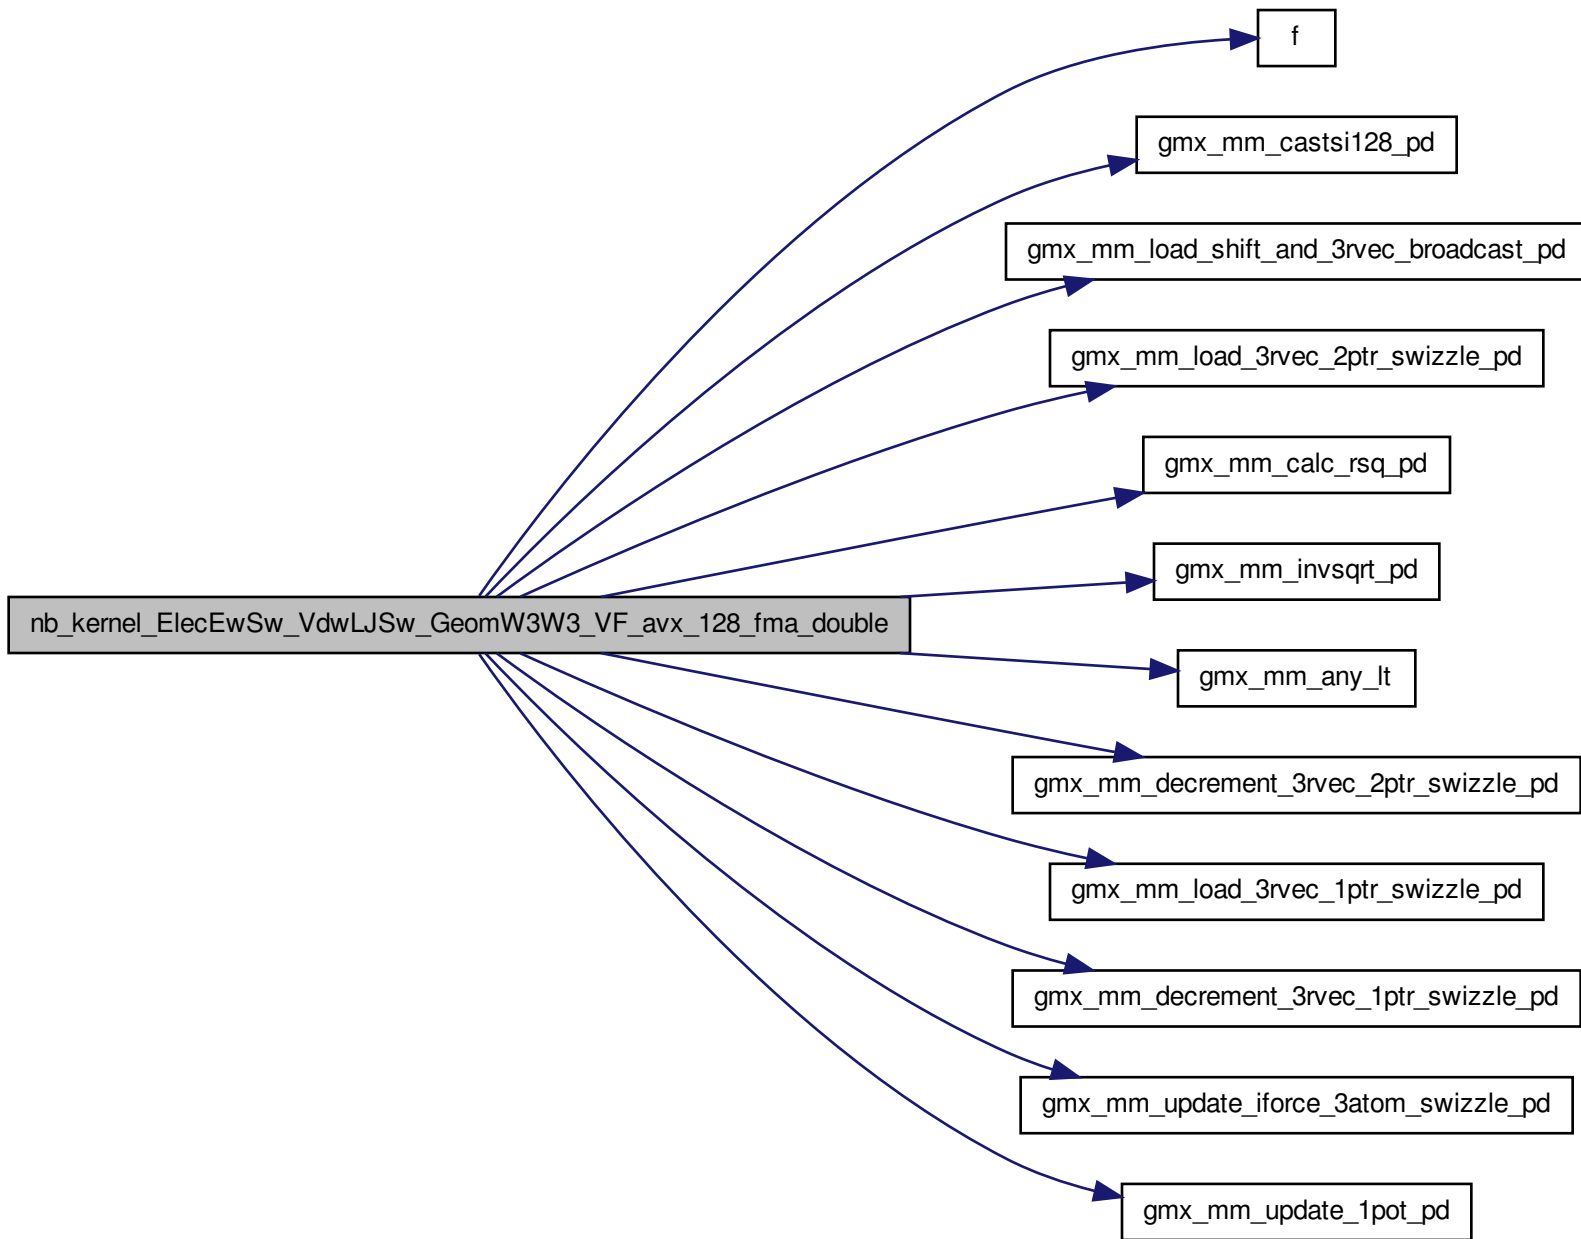 f
gmx_mm_castsi128_pd
gmx_mm_load_shift_and_3rvec_broadcast_pd
gmx_mm_load_3rvec_2ptr_swizzle_pd
gmx_mm_calc_rsq_pd
gmx_mm_invsqrt_pd
nb_kernel_ElecEwSw_VdwLJSw_GeomW3W3_VF_avx_128_fma_double
gmx_mm_any_lt
gmx_mm_decrement_3rvec_2ptr_swizzle_pd
gmx_mm_load_3rvec_1ptr_swizzle_pd
gmx_mm_decrement_3rvec_1ptr_swizzle_pd
gmx_mm_update_iforce_3atom_swizzle_pd
gmx_mm_update_1pot_pd